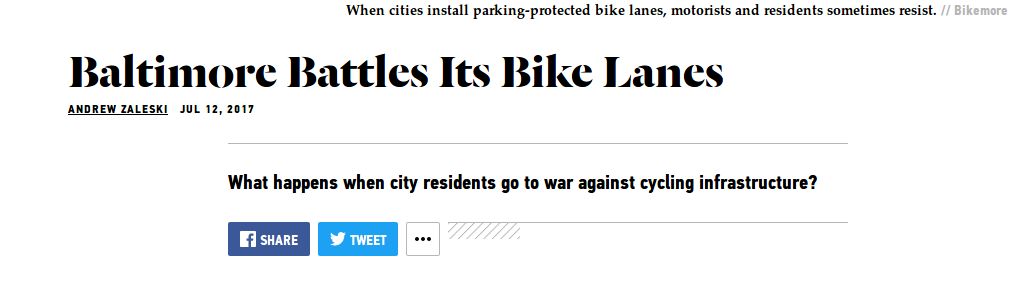 When cities install parking-protected bike lanes, motorists and residents sometimes resist. // Bikemore
Baltimore Battles Its Bike Lanes
ANDREW ZALESKI JUL 12, 2017
What happens when city residents go to war against cycling infrastructure?
SHARE TWEET •••